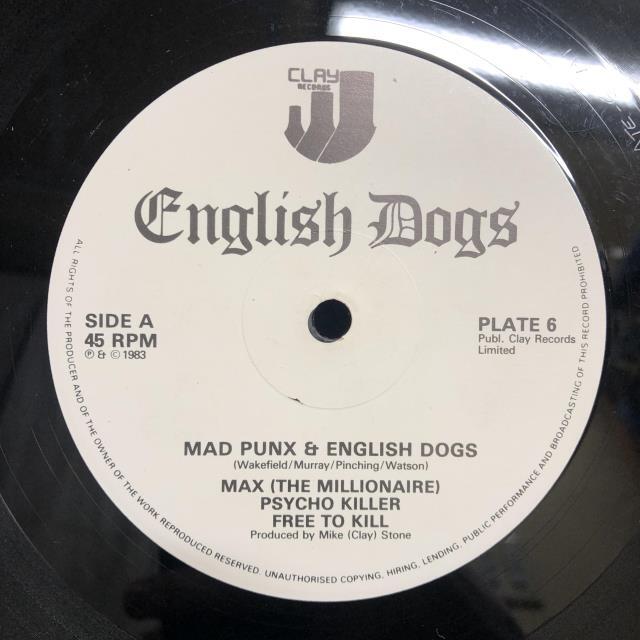 CLAY
RECORDS
English Dogs
SIDE A
45 RPM
℗ & © 1983
PLATE 6
Publ. Clay Records
Limited
MAD PUNX & ENGLISH DOGS
(Wakefield/Murray/Pinching/Watson)
MAX (THE MILLIONAIRE)
PSYCHO KILLER
FREE TO KILL
Produced by Mike (Clay) Stone
ALL RIGHTS OF THE PRODUCER AND OF THE OWNER OF THE WORK REPRODUCED RESERVED. UNAUTHORISED COPYING, HIRING, LENDING, PUBLIC PERFORMANCE AND BROADCASTING OF THIS RECORD PROHIBITED